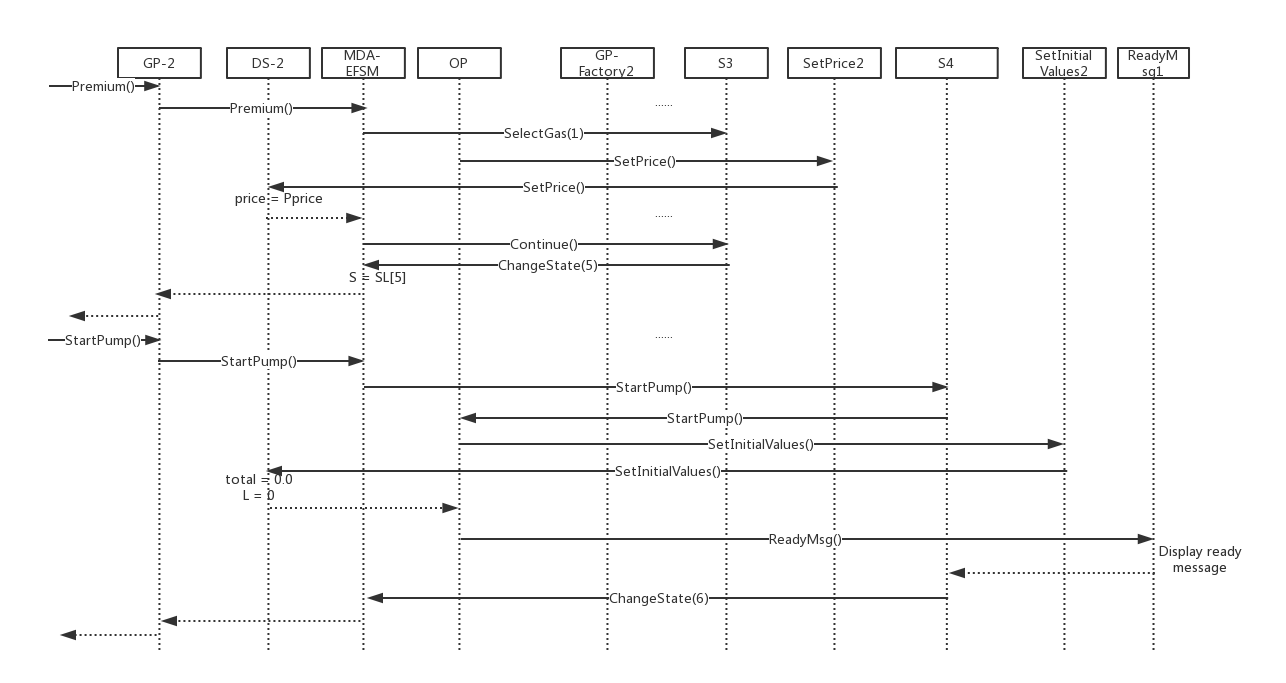 GP-2
DS-2
MDA-
EFSM
OP
GP-
Factory2
S3
SetPrice2
S4
SetInitial
Values2
ReadyM
sg1
Premium()
Premium()
......
SelectGas(1)
SetPrice()
SetPrice()
price = Pprice
......
Continue()
ChangeState(5)
S = SL[5]
StartPump()
......
StartPump()
StartPump()
StartPump()
SetInitialValues()
SetInitialValues()
total = 0.0
L = 0
ReadyMsg()
Display ready
message
ChangeState(6)